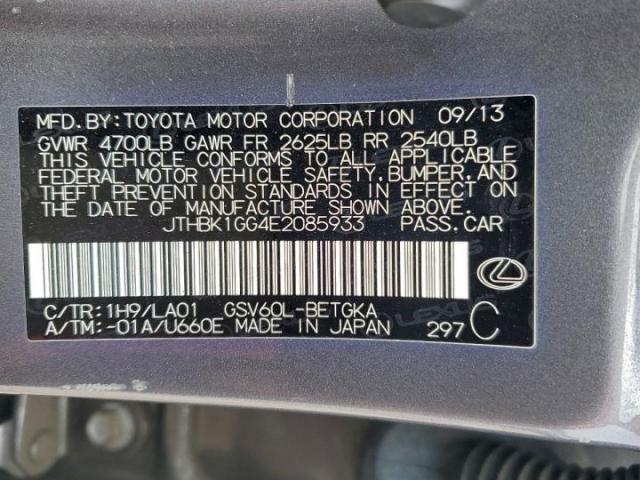 MFD.BY:TOYOTA MOTOR CORPORATION 09/13
GVWR 4700LB GAWR FR 2625LB RR 2540LB
THIS VEHICLE CONFORMS TO ALL APPLICABLE
FEDERAL MOTOR VEHICLE SAFETY,BUMPER,AND
THEFT PREVENTION STANDARDS IN EFFECT ON
THE DATE OF MANUFACTURE SHOWN ABOVE.
JTHBK1GG4E2085933 PASS.CAR
C/TR:1H9/LA01 GSV60L-BETGKA
A/TM:-01A/U660E MADE IN JAPAN 297 C